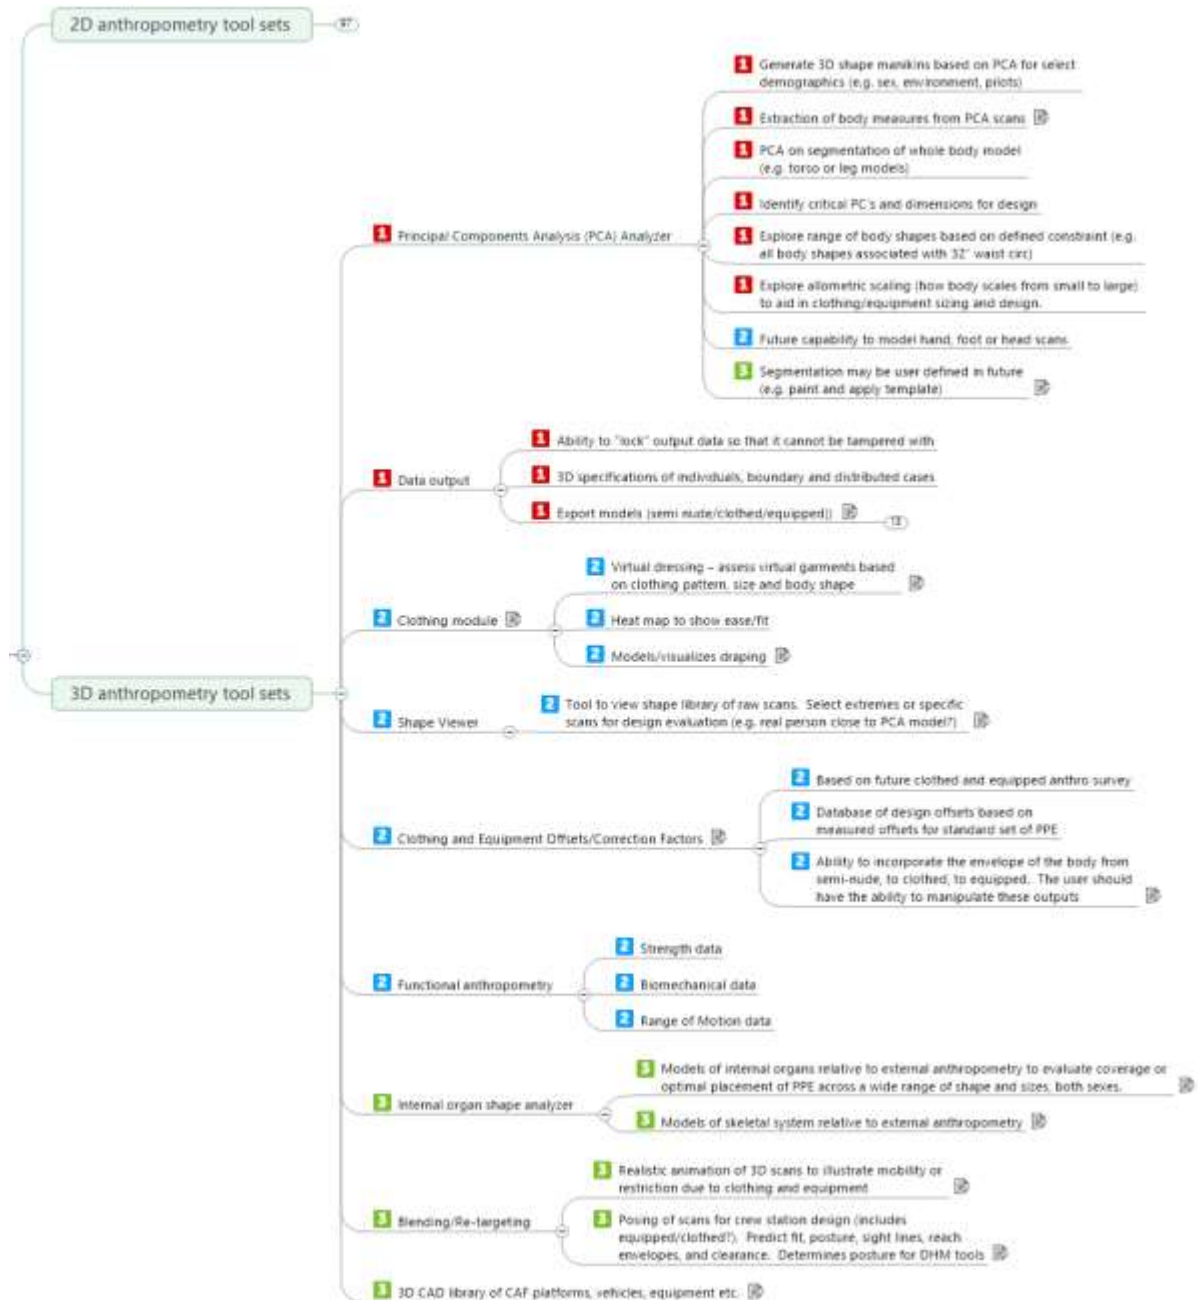 2D anthropometry tool sets
97
1 Generate 3D shape manikins based on PCA for select
demographics (e.g. sex, environment, pilots)
1 Extraction of body measures from PCA scans
1 PCA on segmentation of whole body model
(e.g. torso or leg models)
1 Identify critical PC's and dimensions for design
1 Principal Components Analysis (PCA) Analyzer
1 Explore range of body shapes based on defined constraint (e.g.
all body shapes associated with 32" waist circ)
1 Explore allometric scaling (how body scales from small to large)
to aid in clothing/equipment sizing and design.
2 Future capability to model hand, foot or head scans
3 Segmentation may be user defined in future
(e.g. paint and apply template)
1 Data output
1 Ability to "lock" output data so that it cannot be tampered with
1 3D specifications of individuals, boundary and distributed cases
1 Export models (semi nude/clothed/equipped))
13
2 Clothing module
2 Virtual dressing – assess virtual garments based
on clothing pattern, size and body shape
2 Heat map to show ease/fit
2 Models/visualizes draping
3D anthropometry tool sets
2 Shape Viewer
2 Tool to view shape library of raw scans. Select extremes or specific
scans for design evaluation (e.g. real person close to PCA model?)
2 Clothing and Equipment Offsets/Correction Factors
2 Based on future clothed and equipped anthro survey
2 Database of design offsets based on
measured offsets for standard set of PPE
2 Ability to incorporate the envelope of the body from
semi-nude, to clothed, to equipped. The user should
have the ability to manipulate these outputs
2 Functional anthropometry
2 Strength data
2 Biomechanical data
2 Range of Motion data
3 Internal organ shape analyzer
3 Models of internal organs relative to external anthropometry to evaluate coverage or
optimal placement of PPE across a wide range of shape and sizes, both sexes.
3 Models of skeletal system relative to external anthropometry
3 Blending/Re-targeting
3 Realistic animation of 3D scans to illustrate mobility or
restriction due to clothing and equipment
3 Posing of scans for crew station design (includes
equipped/clothed?). Predict fit, posture, sight lines, reach
envelopes, and clearance. Determines posture for DHM tools
3 3D CAD library of CAF platforms, vehicles, equipment etc.